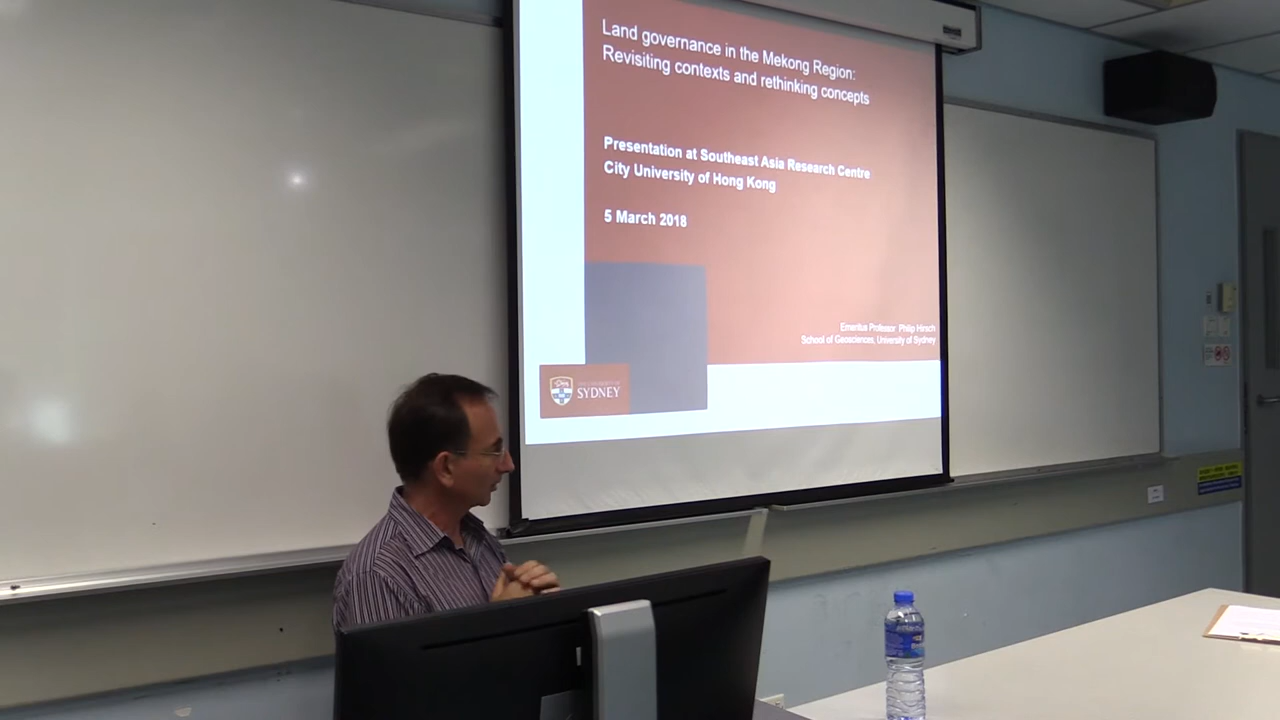 Land governance in the Mekong Region:
Revisiting contexts and rethinking concepts
Presentation at Southeast Asia Research Centre
City University of Hong Kong
5 March 2018
Emeritus Professor Philip Hirsch
School of Geosciences, University of Sydney
SYDNEY